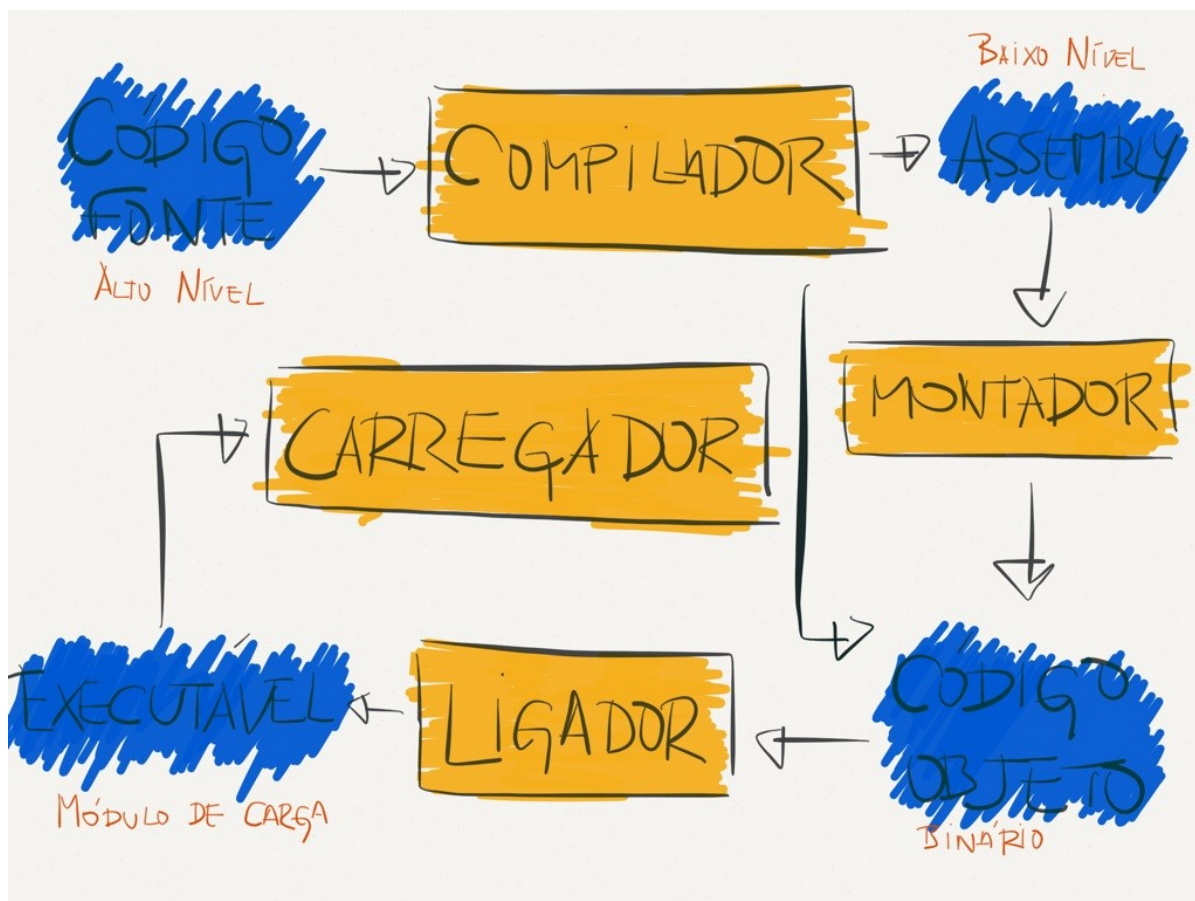 CÓDIGO
FONTE
ALTO NÍVEL
COMPILADOR
BAIXO NÍVEL
ASSEMBLY
MONTADOR
CÓDIGO
OBJETO
BINÁRIO
LIGADOR
EXECUTÁVEL
MÓDULO DE CARGA
CARREGADOR